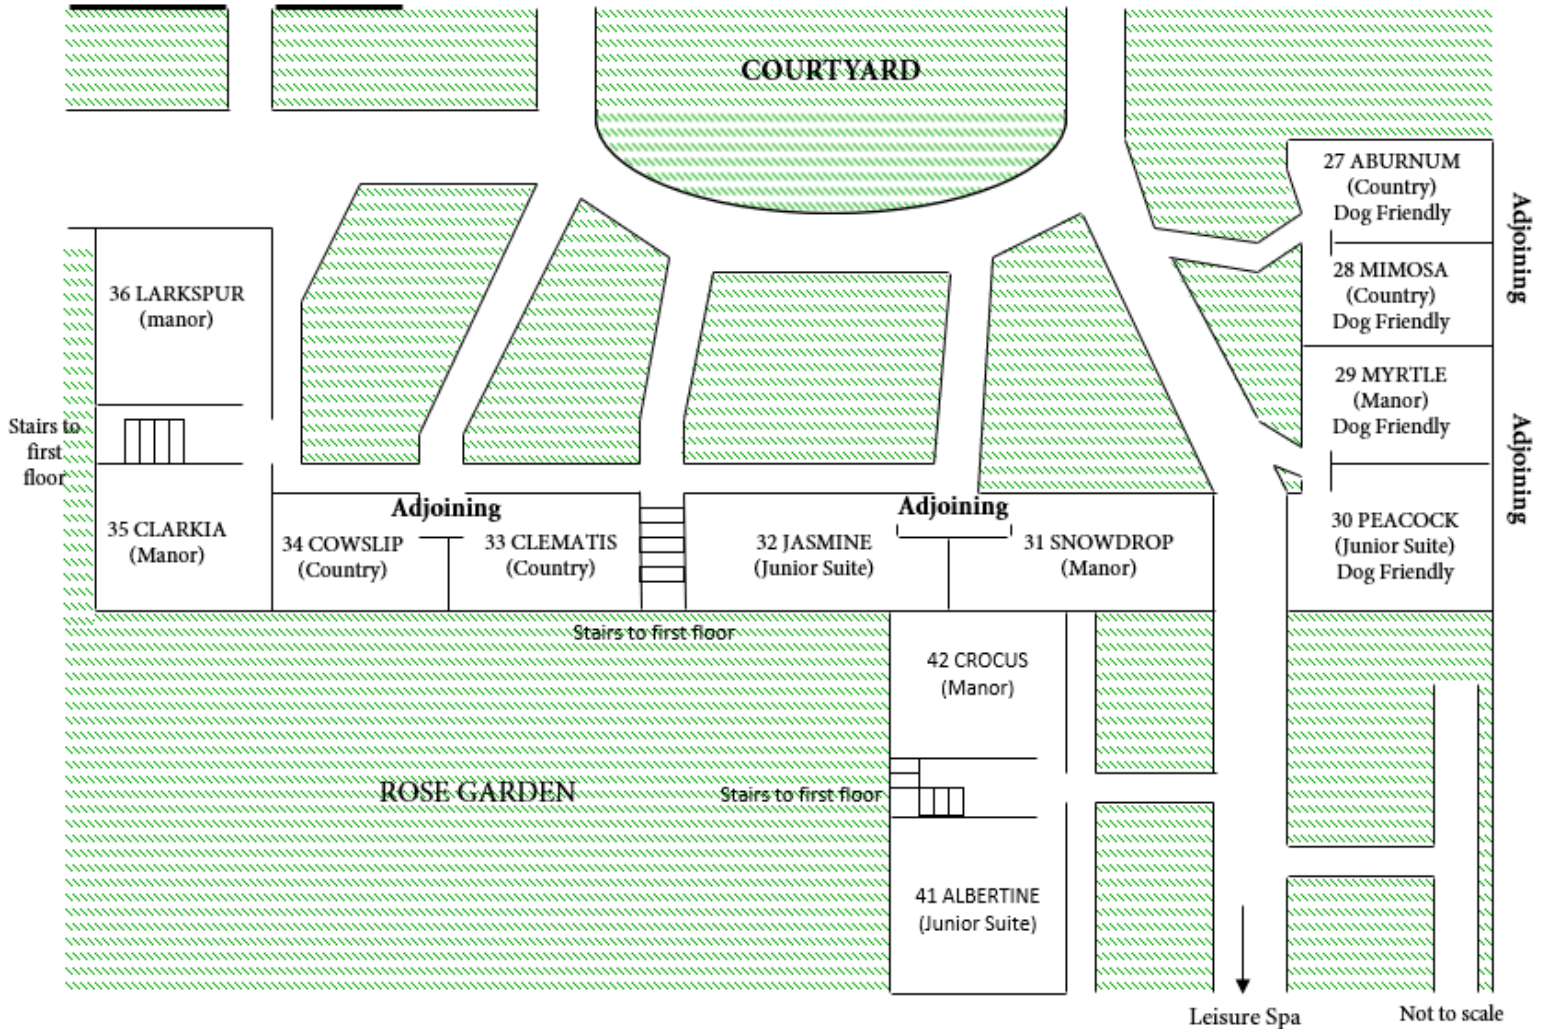 COURTYARD
27 ABURNUM
(Country)
Dog Friendly
Adjoining
28 MIMOSA
(Country)
Dog Friendly
36 LARKSPUR
(manor)
29 MYRTLE
(Manor)
Dog Friendly
Stairs to
first
floor
Adjoining
35 CLARKIA
(Manor)
Adjoining
34 COWSLIP
(Country)
33 CLEMATIS
(Country)
Adjoining
32 JASMINE
(Junior Suite)
31 SNOWDROP
(Manor)
30 PEACOCK
(Junior Suite)
Dog Friendly
Stairs to first floor
42 CROCUS
(Manor)
ROSE GARDEN
Stairs to first floor
41 ALBERTINE
(Junior Suite)
Leisure Spa
Not to scale